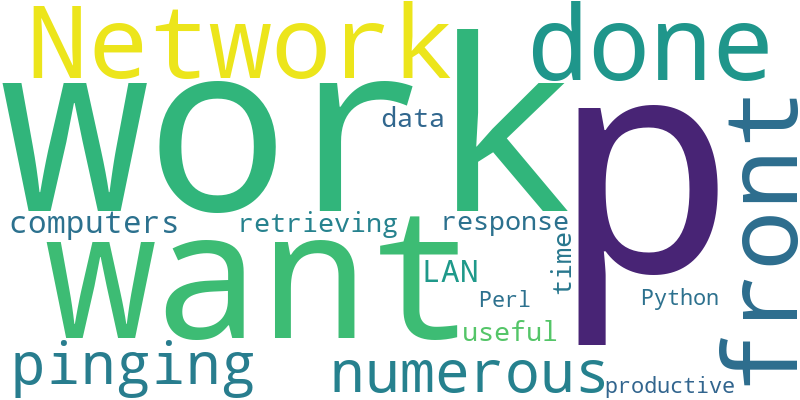 Network
done
work
p
data
front
computers
retrieving
response
want
time
LAN
Perl
Python
useful
pinging
numerous
productive